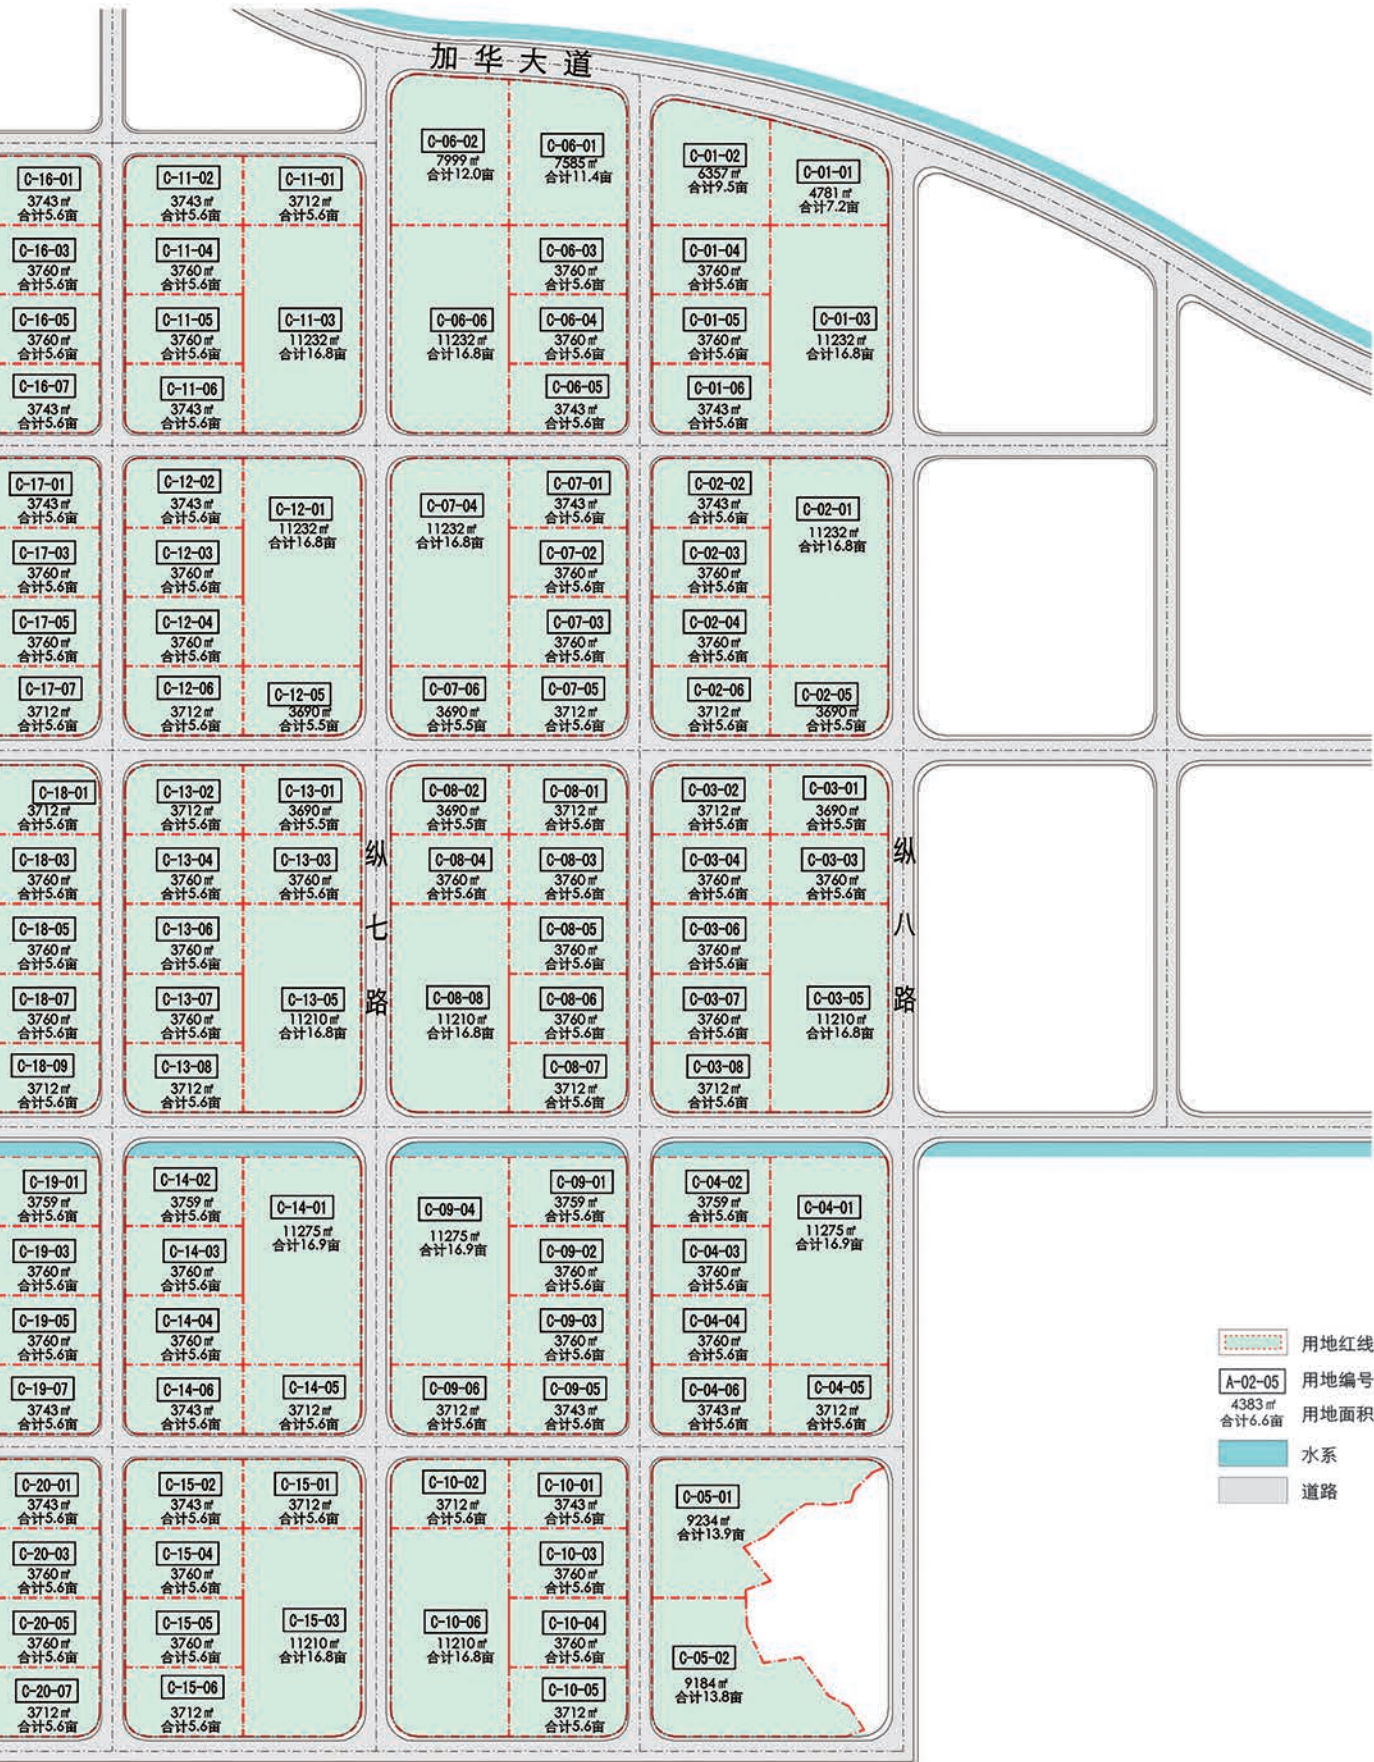 加华大道
C-16-01
3743㎡
合计5.6亩
C-16-03
3760㎡
合计5.6亩
C-16-05
3760㎡
合计5.6亩
C-16-07
3743㎡
合计5.6亩
C-11-02
3743㎡
合计5.6亩
C-11-01
3712㎡
合计5.6亩
C-11-04
3760㎡
合计5.6亩
C-11-05
3760㎡
合计5.6亩
C-11-03
11232㎡
合计16.8亩
C-11-06
3743㎡
合计5.6亩
C-06-02
7999㎡
合计12.0亩
C-06-01
7585㎡
合计11.4亩
C-06-03
3760㎡
合计5.6亩
C-06-06
11232㎡
合计16.8亩
C-06-04
3760㎡
合计5.6亩
C-06-05
3743㎡
合计5.6亩
C-01-02
6357㎡
合计9.5亩
C-01-01
4781㎡
合计7.2亩
C-01-04
3760㎡
合计5.6亩
C-01-05
3760㎡
合计5.6亩
C-01-03
11232㎡
合计16.8亩
C-01-06
3743㎡
合计5.6亩
C-17-01
3743㎡
合计5.6亩
C-17-03
3760㎡
合计5.6亩
C-17-05
3760㎡
合计5.6亩
C-17-07
3712㎡
合计5.6亩
C-12-02
3743㎡
合计5.6亩
C-12-01
11232㎡
合计16.8亩
C-12-03
3760㎡
合计5.6亩
C-12-04
3760㎡
合计5.6亩
C-12-06
3712㎡
合计5.6亩
C-12-05
3690㎡
合计5.5亩
C-07-04
11232㎡
合计16.8亩
C-07-01
3743㎡
合计5.6亩
C-07-02
3760㎡
合计5.6亩
C-07-03
3760㎡
合计5.6亩
C-07-06
3690㎡
合计5.5亩
C-07-05
3712㎡
合计5.6亩
C-02-02
3743㎡
合计5.6亩
C-02-01
11232㎡
合计16.8亩
C-02-03
3760㎡
合计5.6亩
C-02-04
3760㎡
合计5.6亩
C-02-06
3712㎡
合计5.6亩
C-02-05
3690㎡
合计5.5亩
C-18-01
3712㎡
合计5.6亩
C-18-03
3760㎡
合计5.6亩
C-18-05
3760㎡
合计5.6亩
C-18-07
3760㎡
合计5.6亩
C-18-09
3712㎡
合计5.6亩
C-13-02
3712㎡
合计5.6亩
C-13-01
3690㎡
合计5.5亩
C-13-04
3760㎡
合计5.6亩
C-13-03
3760㎡
合计5.6亩
C-13-06
3760㎡
合计5.6亩
C-13-07
3760㎡
合计5.6亩
C-13-05
11210㎡
合计16.8亩
C-13-08
3712㎡
合计5.6亩
纵七路
C-08-02
3690㎡
合计5.5亩
C-08-01
3712㎡
合计5.6亩
C-08-04
3760㎡
合计5.6亩
C-08-03
3760㎡
合计5.6亩
C-08-05
3760㎡
合计5.6亩
C-08-08
11210㎡
合计16.8亩
C-08-06
3760㎡
合计5.6亩
C-08-07
3712㎡
合计5.6亩
C-03-02
3712㎡
合计5.6亩
C-03-01
3690㎡
合计5.5亩
C-03-04
3760㎡
合计5.6亩
C-03-03
3760㎡
合计5.6亩
C-03-06
3760㎡
合计5.6亩
C-03-07
3760㎡
合计5.6亩
C-03-05
11210㎡
合计16.8亩
C-03-08
3712㎡
合计5.6亩
纵八路
C-19-01
3759㎡
合计5.6亩
C-19-03
3760㎡
合计5.6亩
C-19-05
3760㎡
合计5.6亩
C-19-07
3743㎡
合计5.6亩
C-14-02
3759㎡
合计5.6亩
C-14-01
11275㎡
合计16.9亩
C-14-03
3760㎡
合计5.6亩
C-14-04
3760㎡
合计5.6亩
C-14-06
3743㎡
合计5.6亩
C-14-05
3712㎡
合计5.6亩
C-09-04
11275㎡
合计16.9亩
C-09-01
3759㎡
合计5.6亩
C-09-02
3760㎡
合计5.6亩
C-09-03
3760㎡
合计5.6亩
C-09-06
3712㎡
合计5.6亩
C-09-05
3743㎡
合计5.6亩
C-04-02
3759㎡
合计5.6亩
C-04-01
11275㎡
合计16.9亩
C-04-03
3760㎡
合计5.6亩
C-04-04
3760㎡
合计5.6亩
C-04-06
3743㎡
合计5.6亩
C-04-05
3712㎡
合计5.6亩
C-20-01
3743㎡
合计5.6亩
C-20-03
3760㎡
合计5.6亩
C-20-05
3760㎡
合计5.6亩
C-20-07
3712㎡
合计5.6亩
C-15-02
3743㎡
合计5.6亩
C-15-01
3712㎡
合计5.6亩
C-15-04
3760㎡
合计5.6亩
C-15-05
3760㎡
合计5.6亩
C-15-03
11210㎡
合计16.8亩
C-15-06
3712㎡
合计5.6亩
C-10-02
3712㎡
合计5.6亩
C-10-01
3743㎡
合计5.6亩
C-10-03
3760㎡
合计5.6亩
C-10-06
11210㎡
合计16.8亩
C-10-04
3760㎡
合计5.6亩
C-10-05
3712㎡
合计5.6亩
C-05-01
9234㎡
合计13.9亩
C-05-02
9184㎡
合计13.8亩
用地红线
A-02-05 用地编号
4383㎡
合计6.6亩 用地面积
水系
道路